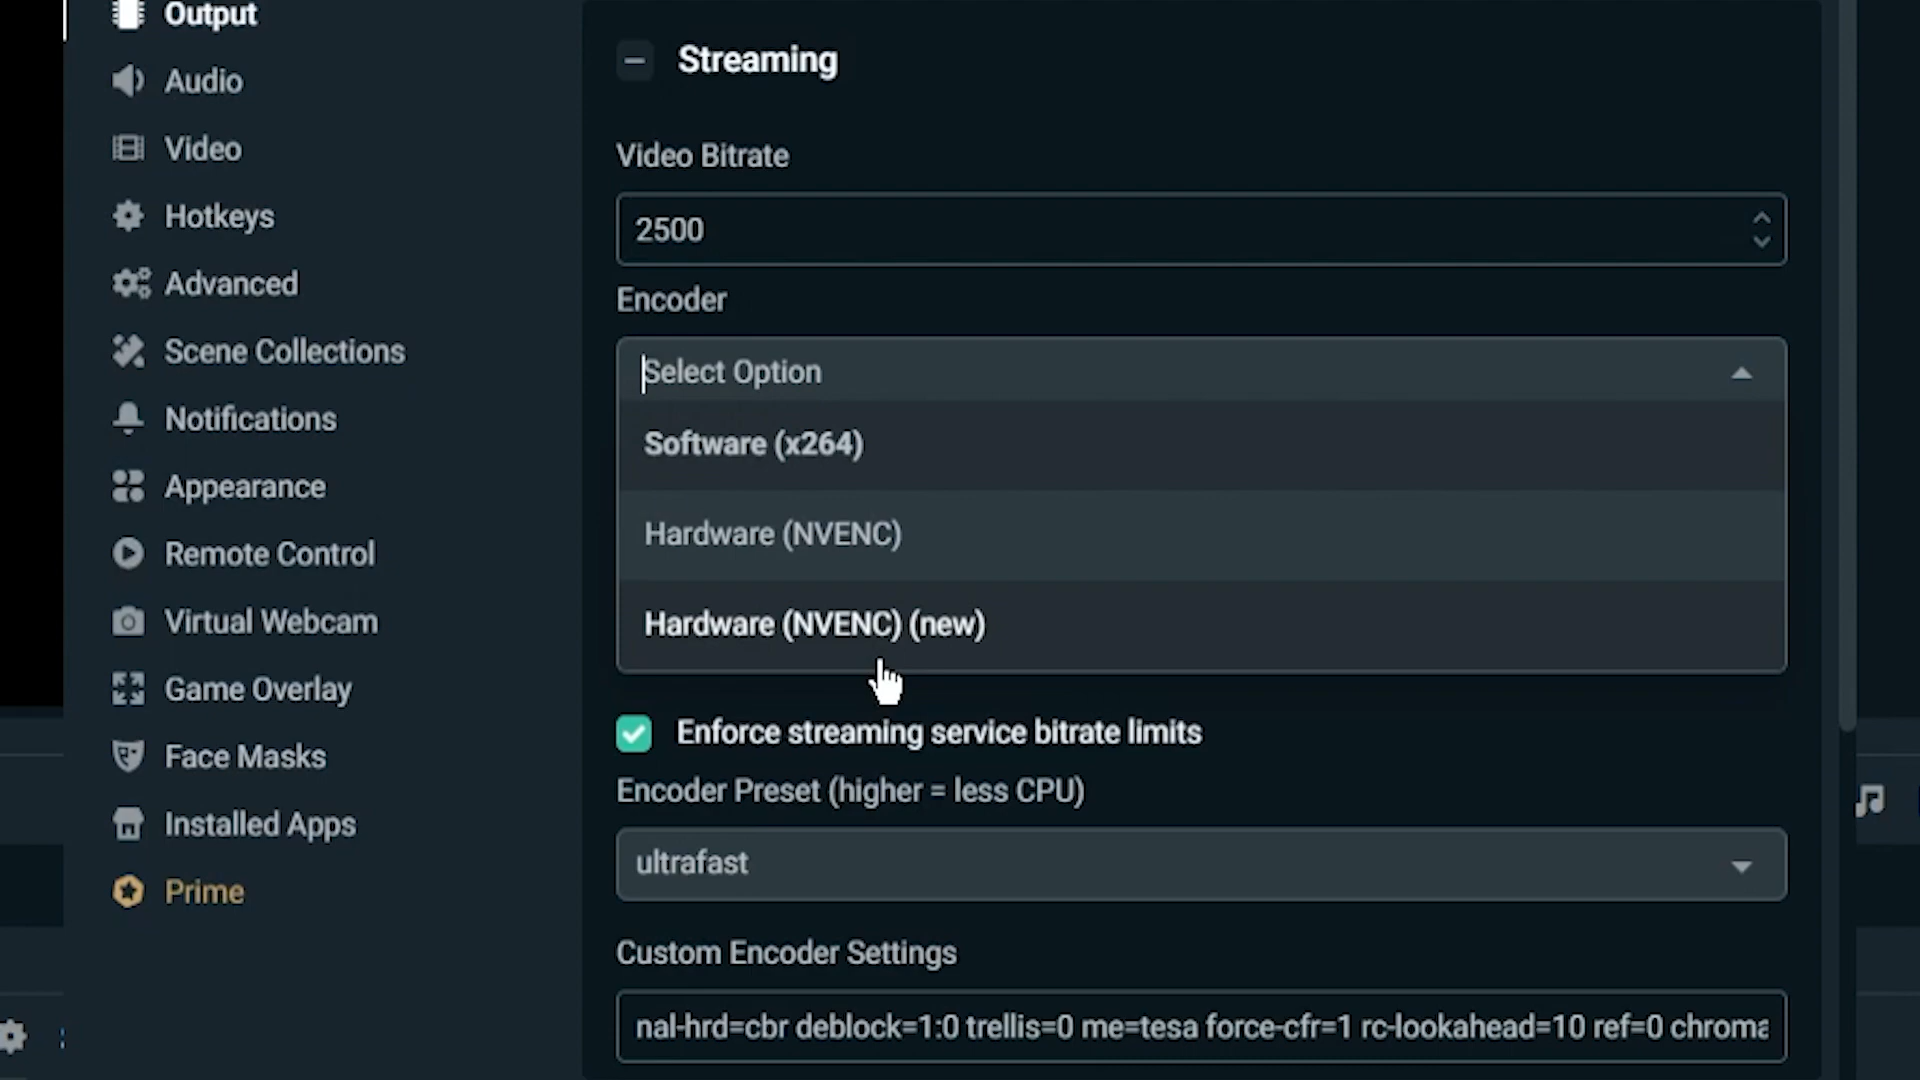 Output
Audio
Video
Hotkeys
Advanced
Scene Collections
Notifications
Appearance
Remote Control
Virtual Webcam
Game Overlay
Face Masks
Installed Apps
Prime
Streaming
Video Bitrate
2500
Encoder
Select Option
Software (x264)
Hardware (NVENC)
Hardware (NVENC) (new)
Enforce streaming service bitrate limits
Encoder Preset (higher = less CPU)
ultrafast
Custom Encoder Settings
nal-hrd=cbr deblock=1:0 trellis=0 me=tesa force-cfr=1 rc-lookahead=10 ref=0 chroma